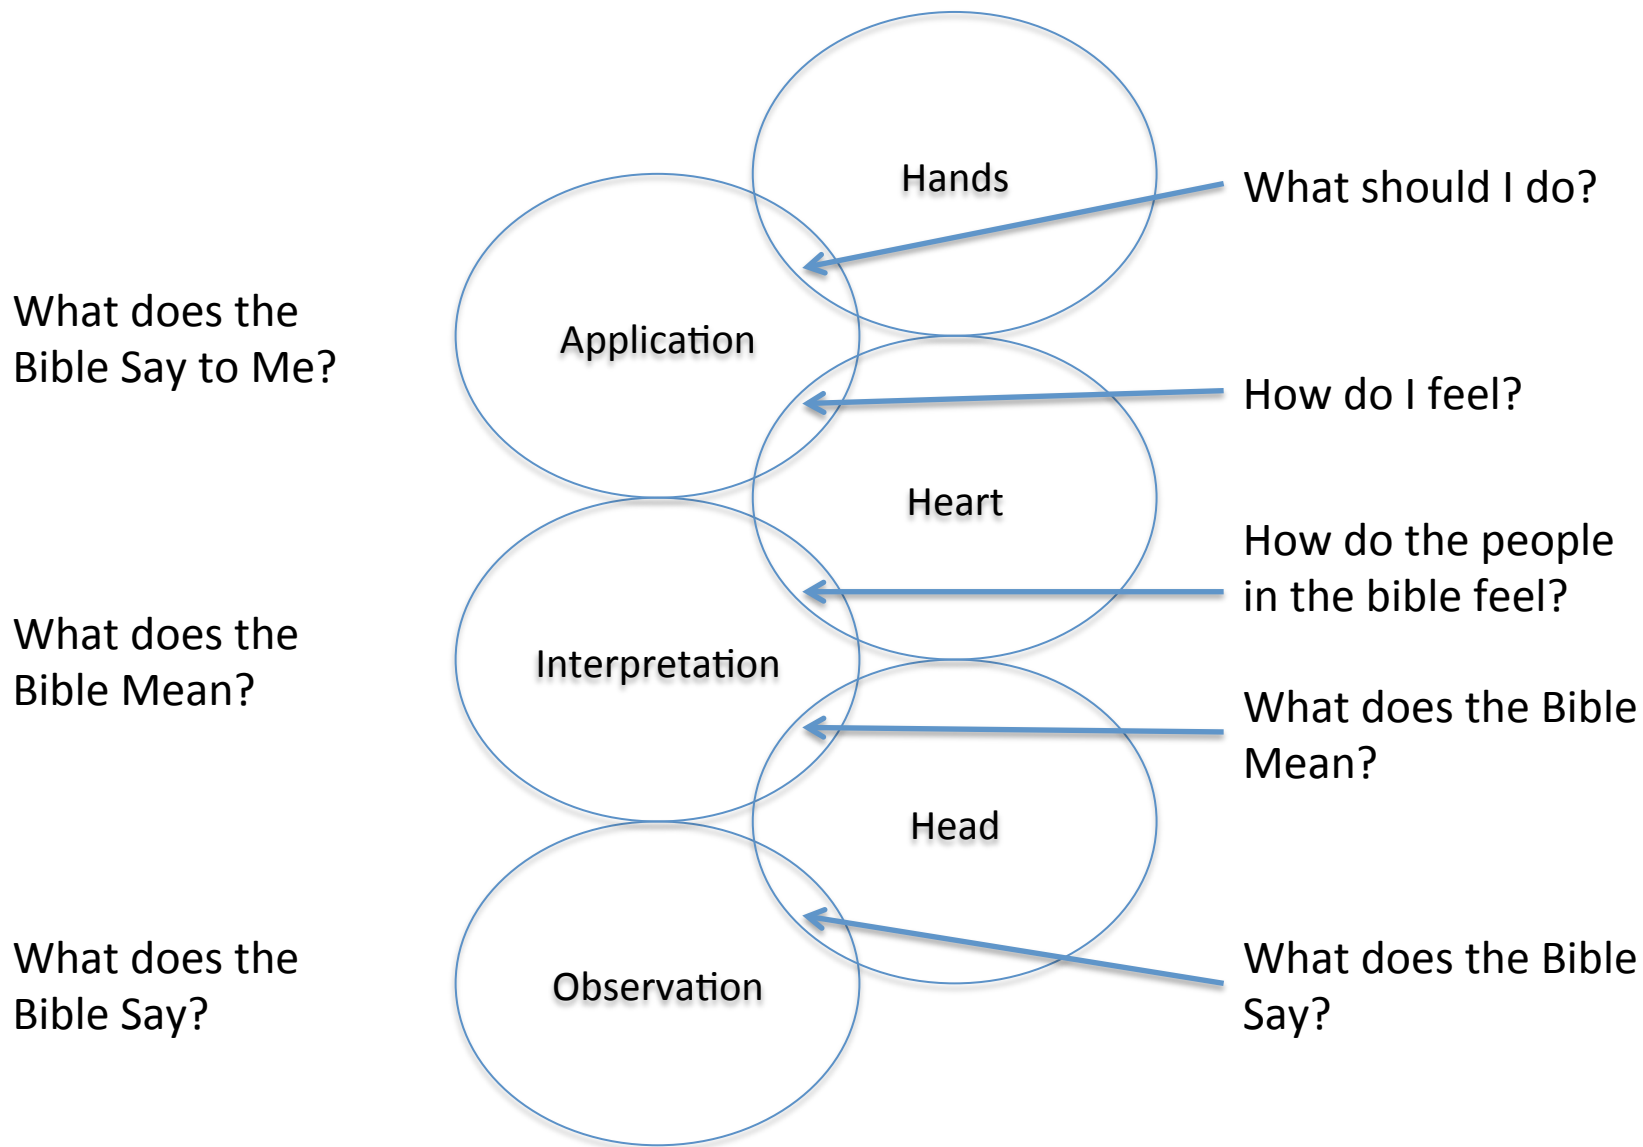 Hands
What should I do?
What does the
Bible Say to Me?
Application
How do I feel?
Heart
How do the people
in the bible feel?
What does the
Bible Mean?
Interpretation
What does the Bible
Mean?
Head
What does the
Bible Say?
Observation
What does the Bible
Say?